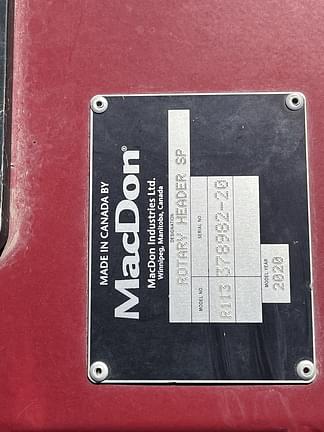 MADE IN CANADA BY
MacDon®
MacDon Industries Ltd.
Winnipeg, Manitoba, Canada
DESIGNATION
ROTARY HEADER SP
MODEL NO. SERIAL NO.
R113 378982-20
MODEL YEAR
2020